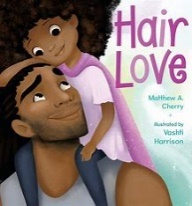 Hair
Love
Matthew A.
Cherry
illustrated by
Vashti
Harrison